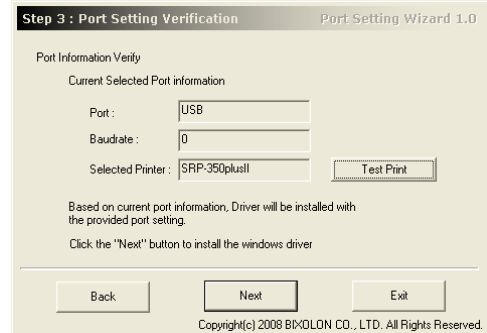 Step 3 : Port Setting Verification Port Setting Wizard 1.0
Port Information Verify
Current Selected Port information
Port : USB
Baudrate : 0
Selected Printer : SRP-350plusII Test Print
Based on current port information, Driver will be installed with
the provided port setting.
Click the "Next" button to install the windows driver
Back Next Exit
Copyright(c) 2008 BIXOLON CO., LTD. All Rights Reserved.